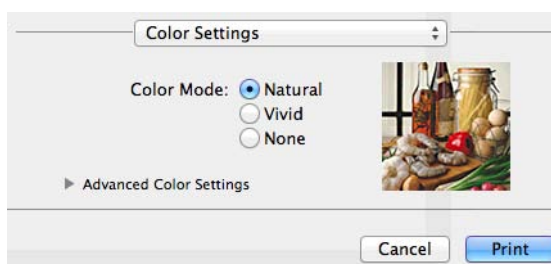 Color Settings
Color Mode: Natural
Vivid
None
Advanced Color Settings
Cancel Print